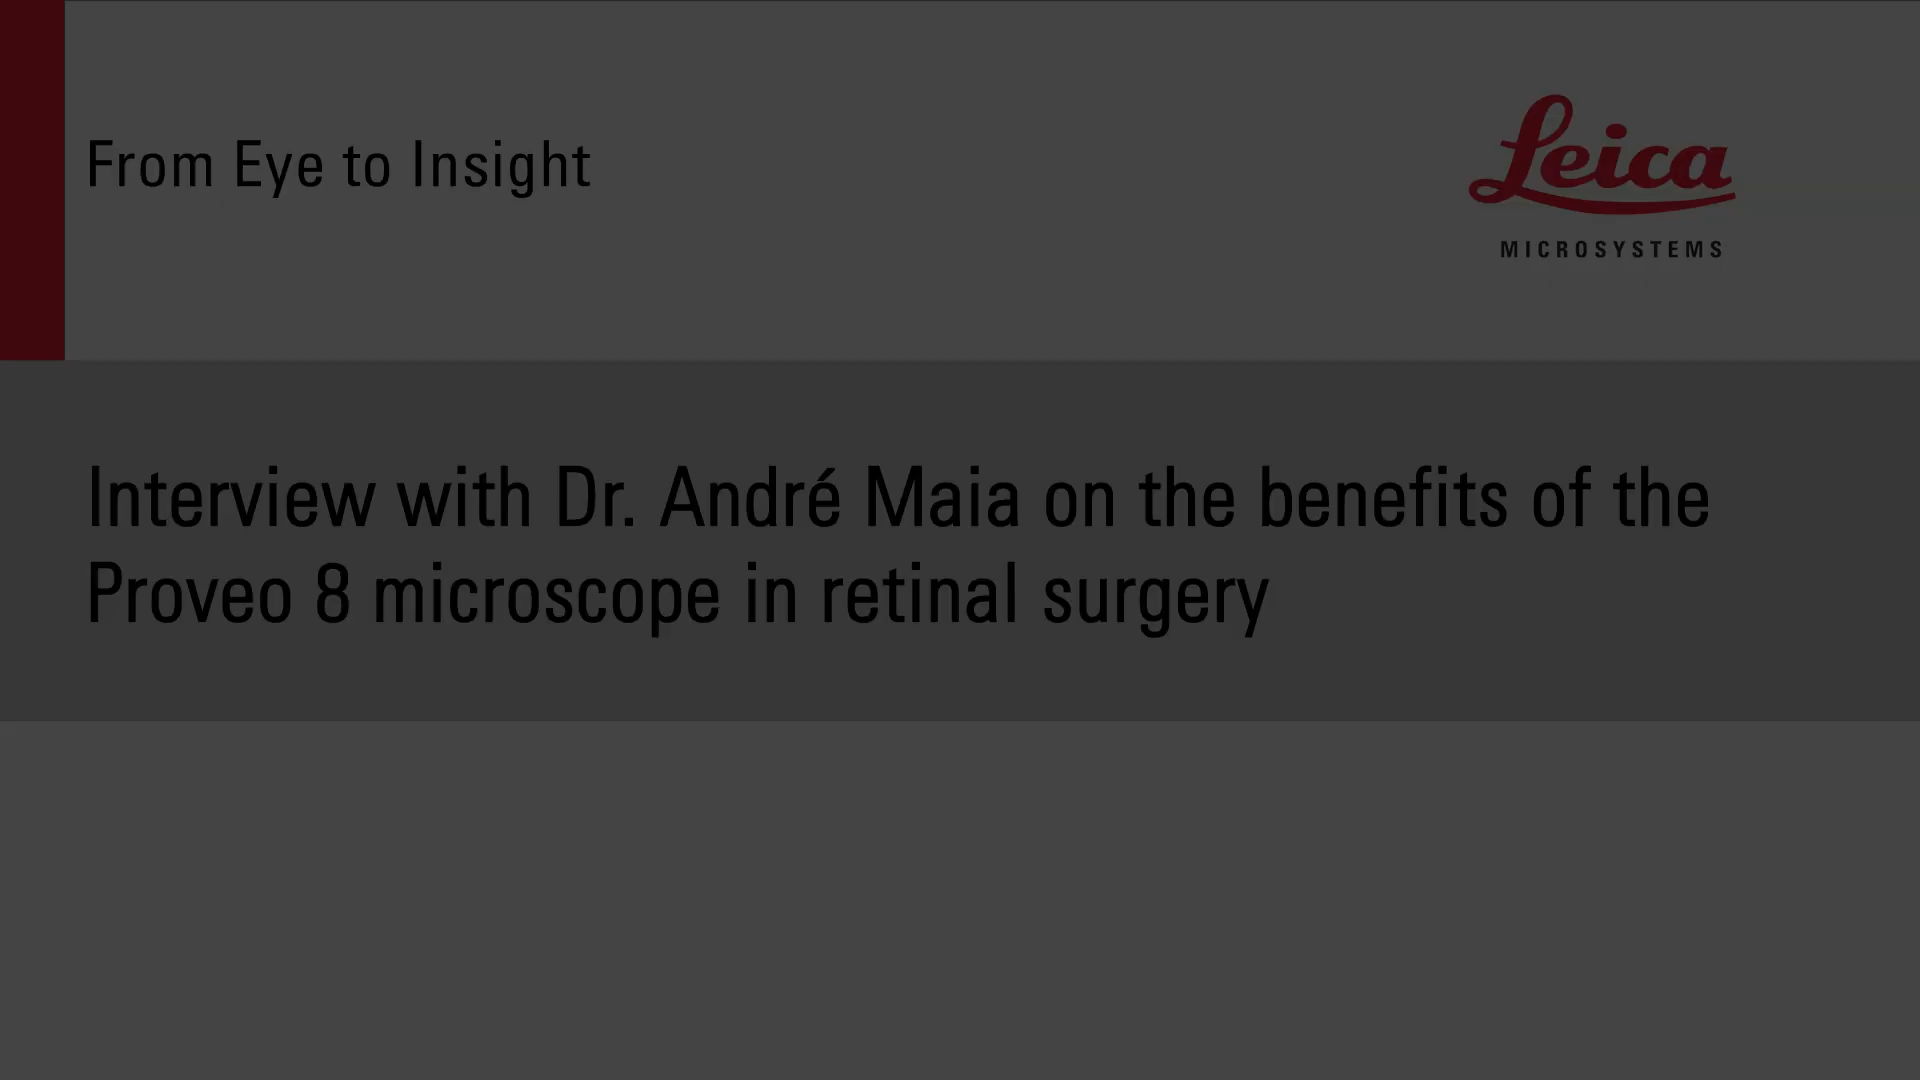 From Eye to Insight
Leica
MICROSYSTEMS
Interview with Dr. André Maia on the benefits of the
Proveo 8 microscope in retinal surgery